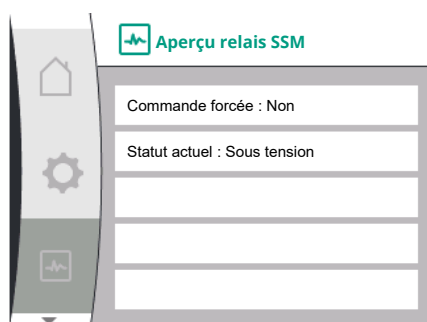 Aperçu relais SSM
Commande forcée : Non
Statut actuel : Sous tension